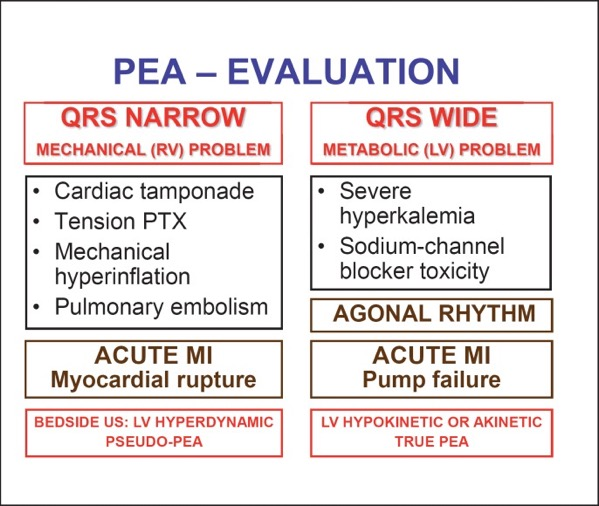 PEA – EVALUATION
QRS NARROW
MECHANICAL (RV) PROBLEM
• Cardiac tamponade
• Tension PTX
• Mechanical
hyperinflation
• Pulmonary embolism
ACUTE MI
Myocardial rupture
BEDSIDE US: LV HYPERDYNAMIC
PSEUDO-PEA
QRS WIDE
METABOLIC (LV) PROBLEM
• Severe
hyperkalemia
• Sodium-channel
blocker toxicity
AGONAL RHYTHM
ACUTE MI
Pump failure
LV HYPOKINETIC OR AKINETIC
TRUE PEA